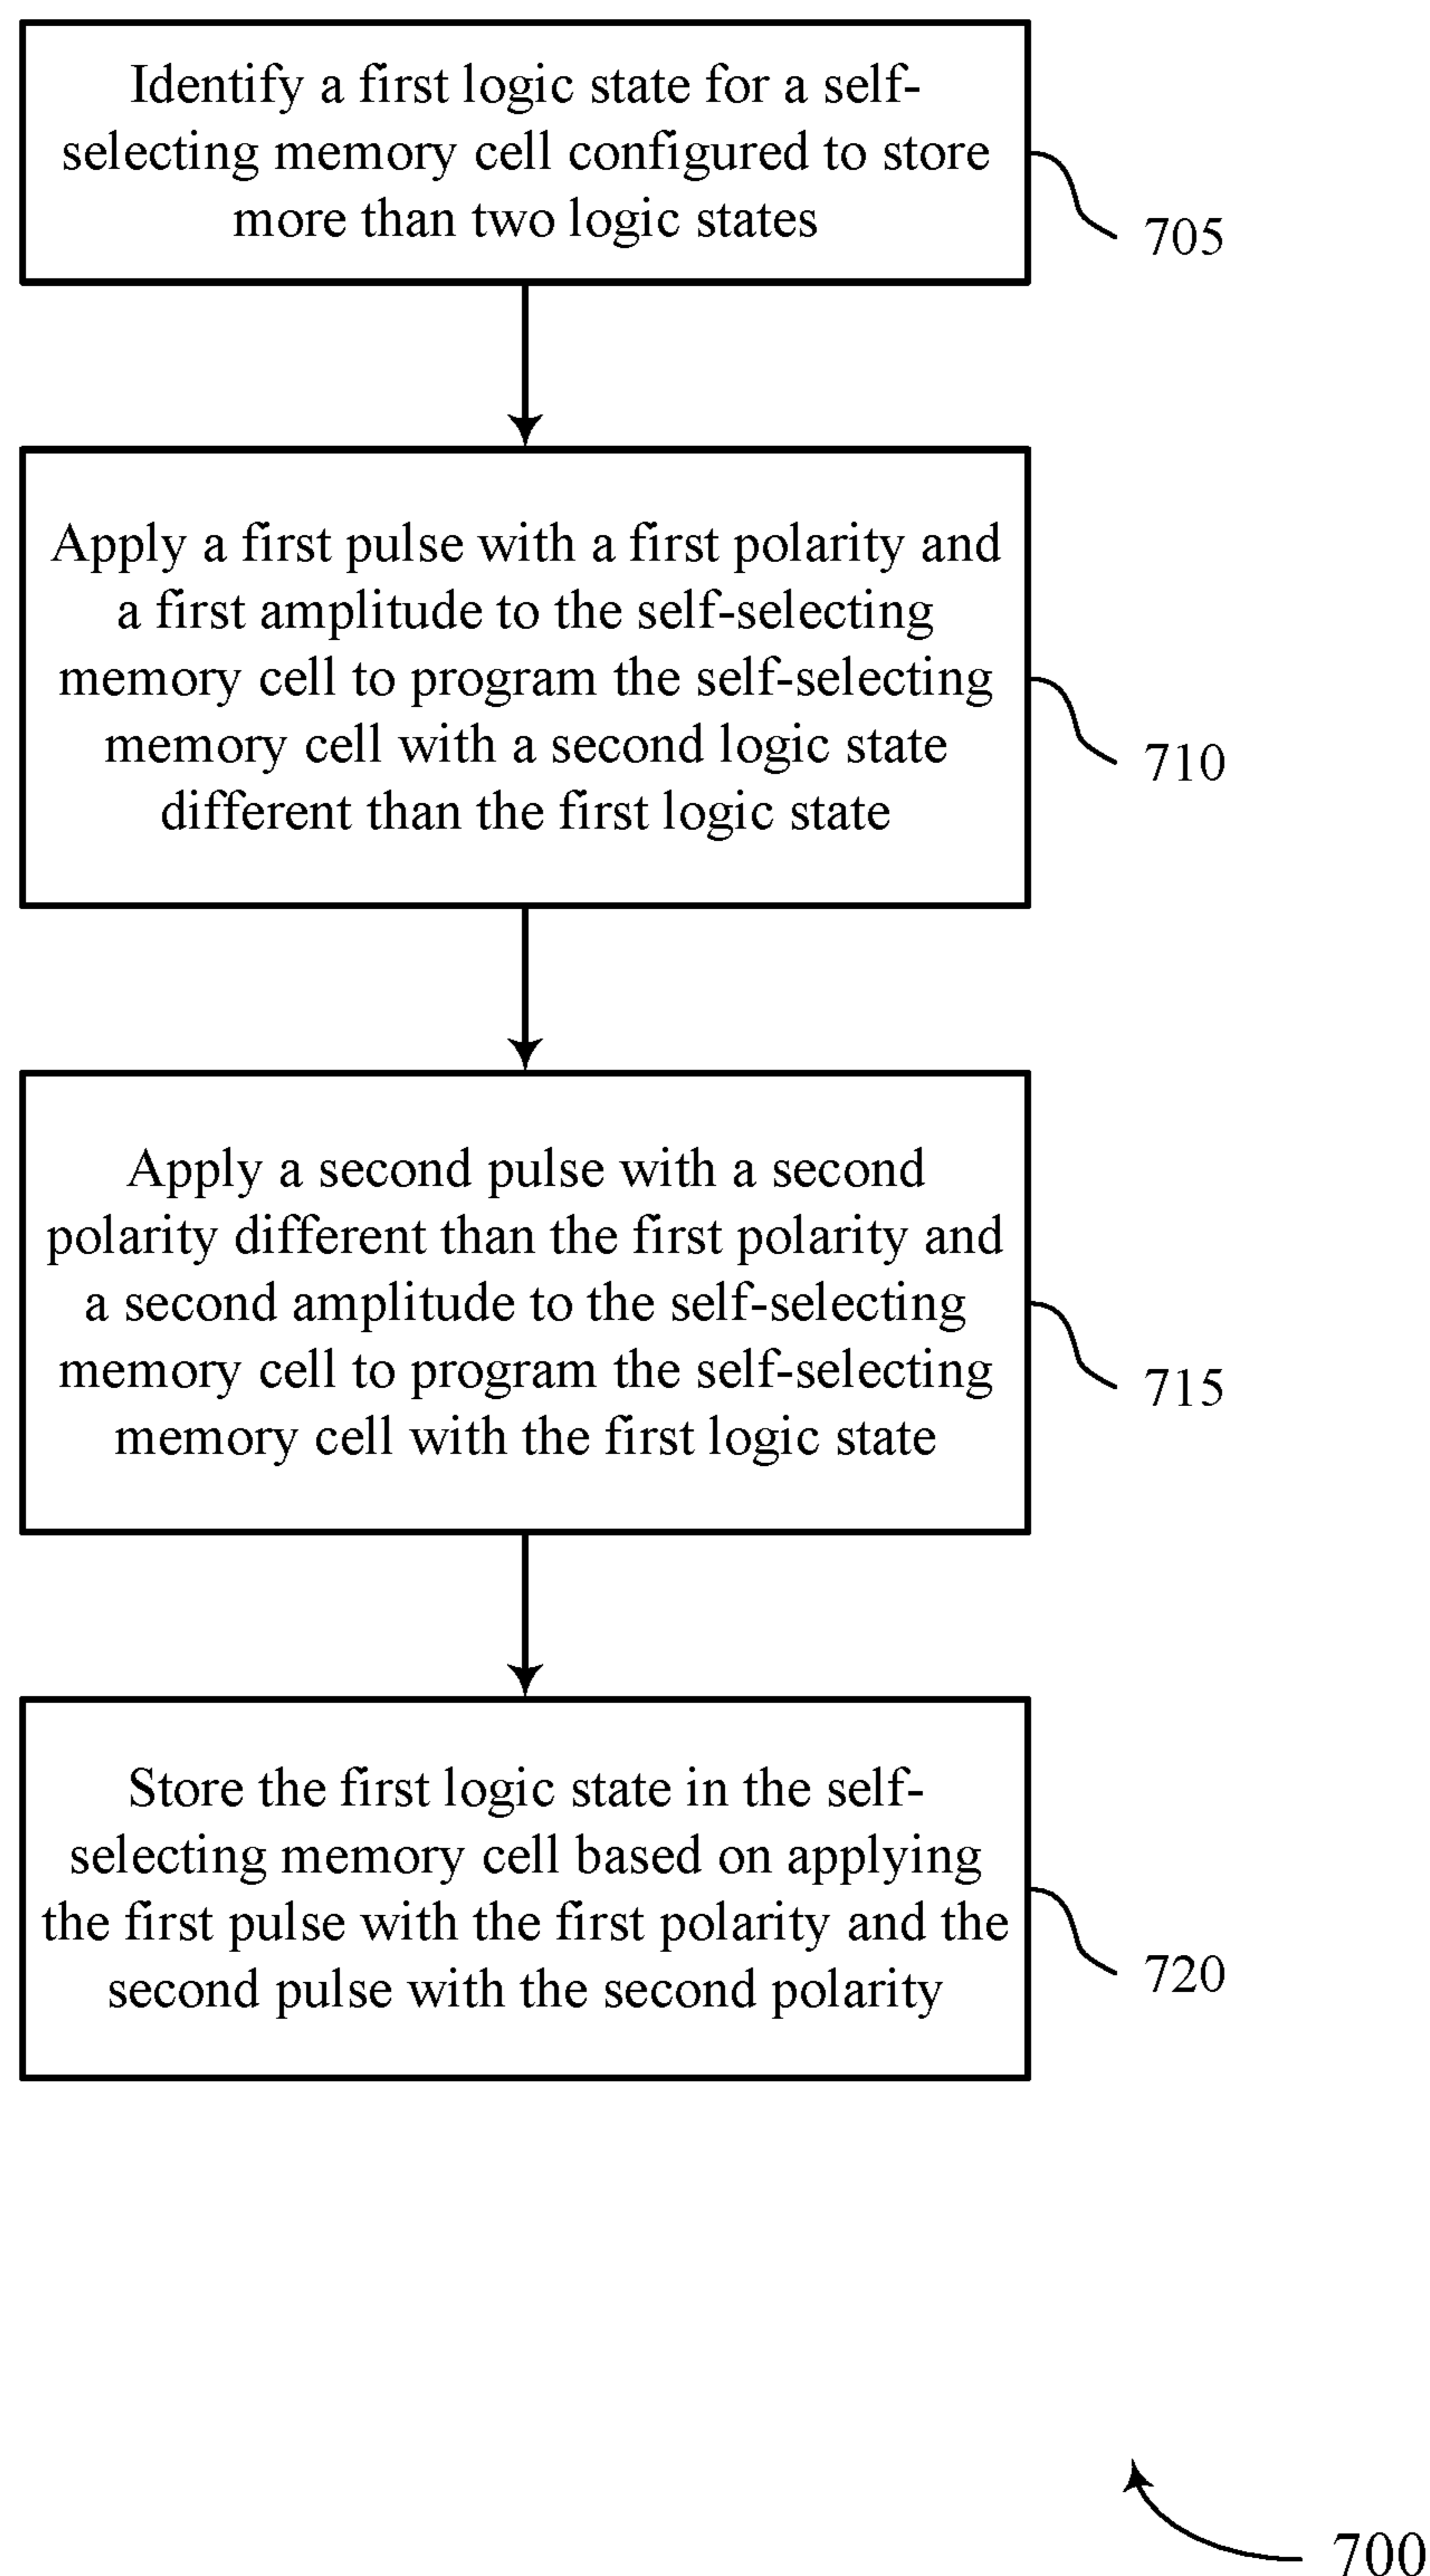 Identify a first logic state for a self-
selecting memory cell configured to store
more than two logic states
705
Apply a first pulse with a first polarity and
a first amplitude to the self-selecting
memory cell to program the self-selecting
memory cell with a second logic state
different than the first logic state
710
Apply a second pulse with a second
polarity different than the first polarity and
a second amplitude to the self-selecting
memory cell to program the self-selecting
memory cell with the first logic state
715
Store the first logic state in the self-
selecting memory cell based on applying
the first pulse with the first polarity and the
second pulse with the second polarity
720
700